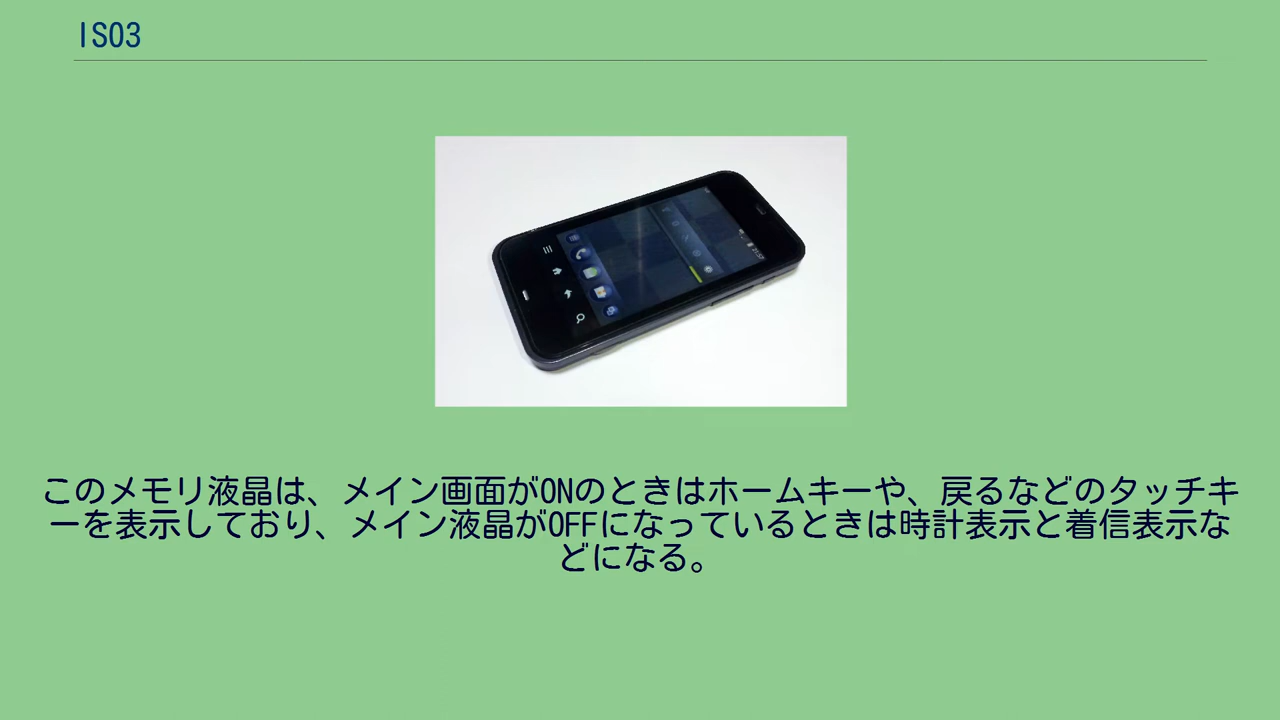 IS03
このメモリ液晶は、メイン画面がONのときはホームキーや、戻るなどのタッチキ
ーを表示しており、メイン液晶がOFFになっているときは時計表示と着信表示な
どになる。